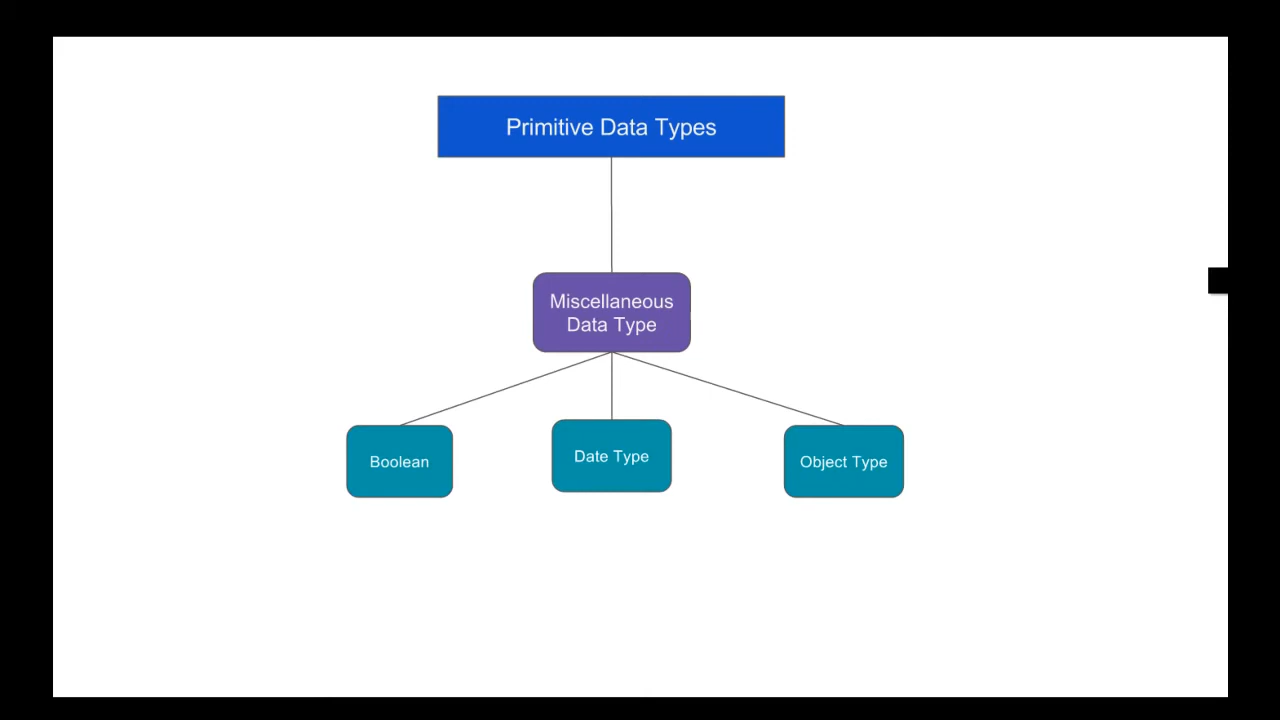 Primitive Data Types
Miscellaneous
Data Type
Boolean
Date Type
Object Type